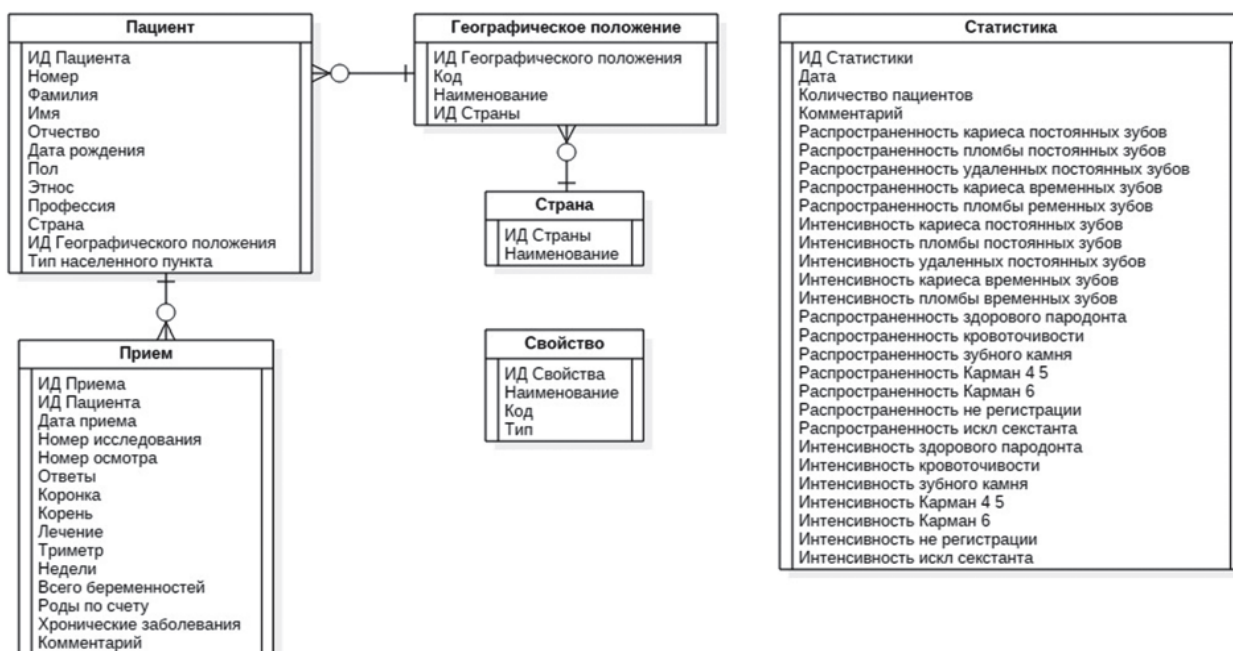 Пациент
ИД Пациента
Номер
Фамилия
Имя
Отчество
Дата рождения
Пол
Этнос
Профессия
Страна
ИД Географического положения
Тип населенного пункта
Географическое положение
ИД Географического положения
Код
Наименование
ИД Страны
Страна
ИД Страны
Наименование
Свойство
ИД Свойства
Наименование
Код
Тип
Прием
ИД Приема
ИД Пациента
Дата приема
Номер исследования
Номер осмотра
Ответы
Коронка
Корень
Лечение
Триметр
Недели
Всего беременностей
Роды по счету
Хронические заболевания
Комментарий
Статистика
ИД Статистики
Дата
Количество пациентов
Комментарий
Распространенность кариеса постоянных зубов
Распространенность пломбы постоянных зубов
Распространенность удаленных постоянных зубов
Распространенность кариеса временных зубов
Распространенность пломбы ременных зубов
Интенсивность кариеса постоянных зубов
Интенсивность пломбы постоянных зубов
Интенсивность удаленных постоянных зубов
Интенсивность кариеса временных зубов
Интенсивность пломбы временных зубов
Распространенность здорового пародонта
Распространенность кровоточивости
Распространенность зубного камня
Распространенность Карман 4 5
Распространенность Карман 6
Распространенность не регистрации
Распространенность искл секстанта
Интенсивность здорового пародонта
Интенсивность кровоточивости
Интенсивность зубного камня
Интенсивность Карман 4 5
Интенсивность Карман 6
Интенсивность не регистрации
Интенсивность искл секстанта